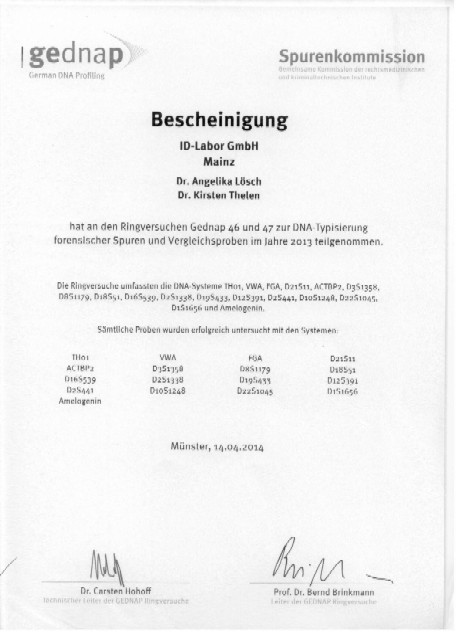 gednap
German DNA Profiling
Spurenkommission
Gemeinsame Kommission der rechtsmedizinischen
und kriminaltechnischen Institute
Bescheinigung
ID-Labor GmbH
Mainz
Dr. Angelika Lösch
Dr. Kirsten Thelen
hat an den Ringversuchen Gednap 46 und 47 zur DNA-Typisierung
forensischer Spuren und Vergleichsproben im Jahre 2013 teilgenommen.
Die Ringversuche umfassten die DNA-Systeme TH01, VWA, FGA, D21S11, ACTBP2, D3S1358,
D8S1179, D18S51, D16S539, D2S1338, D19S433, D12S391, D2S441, D10S1248, D22S1045,
D1S1656 und Amelogenin.
Sämtliche Proben wurden erfolgreich untersucht mit den Systemen:
TH01 VWA FGA D21S11
ACTBP2 D3S1358 D8S1179 D18S51
D16S539 D2S1338 D19S433 D12S391
D2S441 D10S1248 D22S1045 D1S1656
Amelogenin
Münster, 14.04.2014
Dr. Carsten Hohoff
Technischer Leiter der GEDNAP Ringversuche
Prof. Dr. Bernd Brinkmann
Leiter der GEDNAP Ringversuche